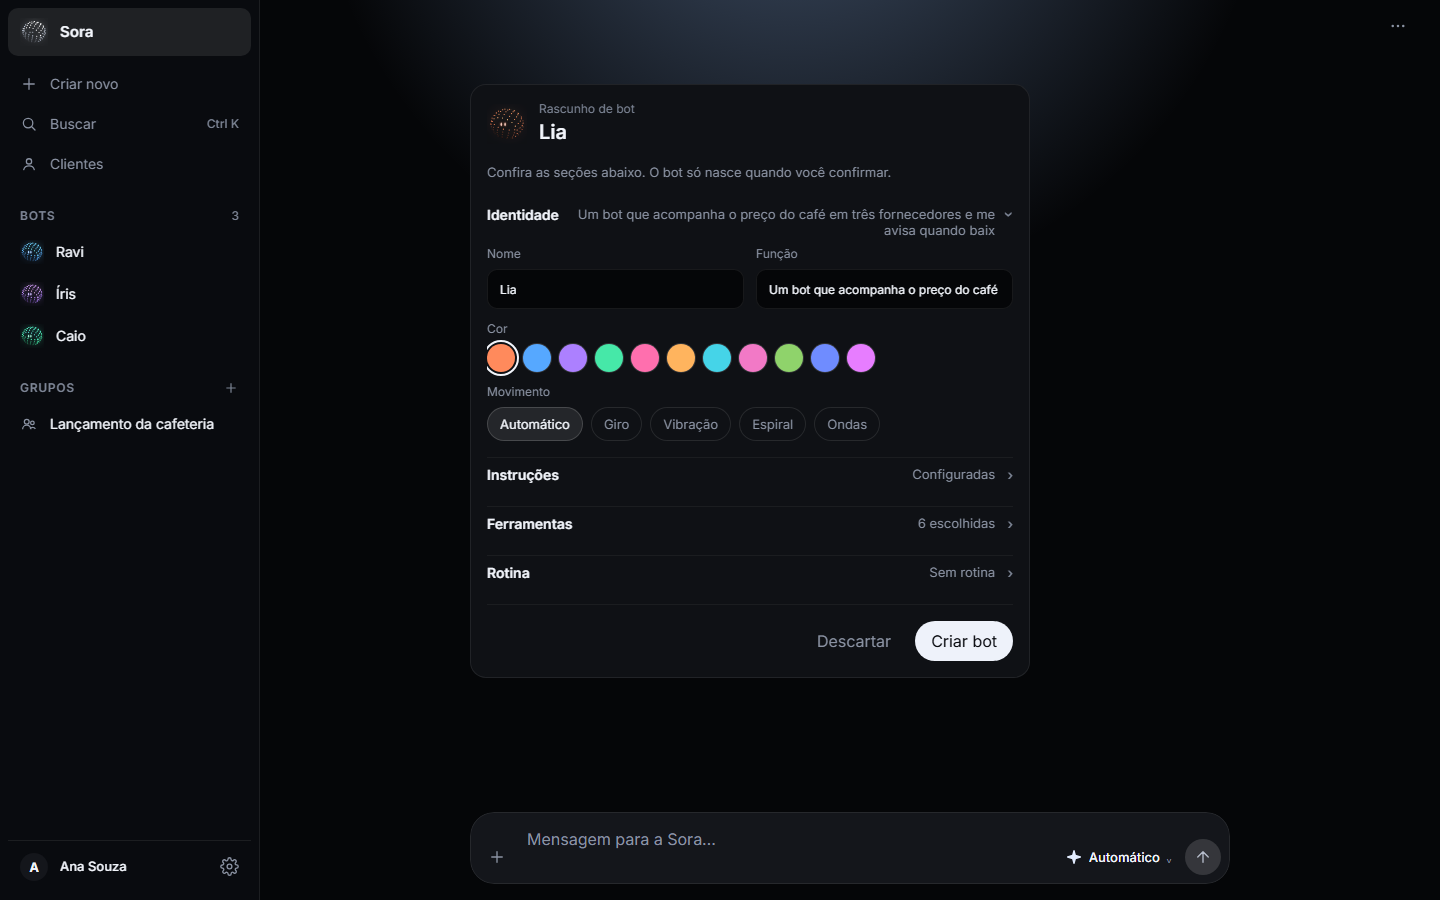 Sora
Criar novo
Buscar
Ctrl K
Clientes
BOTS
3
Ravi
Íris
Caio
GRUPOS
Lançamento da cafeteria
A
Ana Souza
Rascunho de bot
Lia
Confira as seções abaixo. O bot só nasce quando você confirmar.
Identidade
Um bot que acompanha o preço do café em três fornecedores e me
avisa quando baix
Nome
Função
Lia
Um bot que acompanha o preço do café
Cor
Movimento
Automático
Giro
Vibração
Espiral
Ondas
Instruções
Configuradas
Ferramentas
6 escolhidas
Rotina
Sem rotina
Descartar
Criar bot
Mensagem para a Sora...
Automático